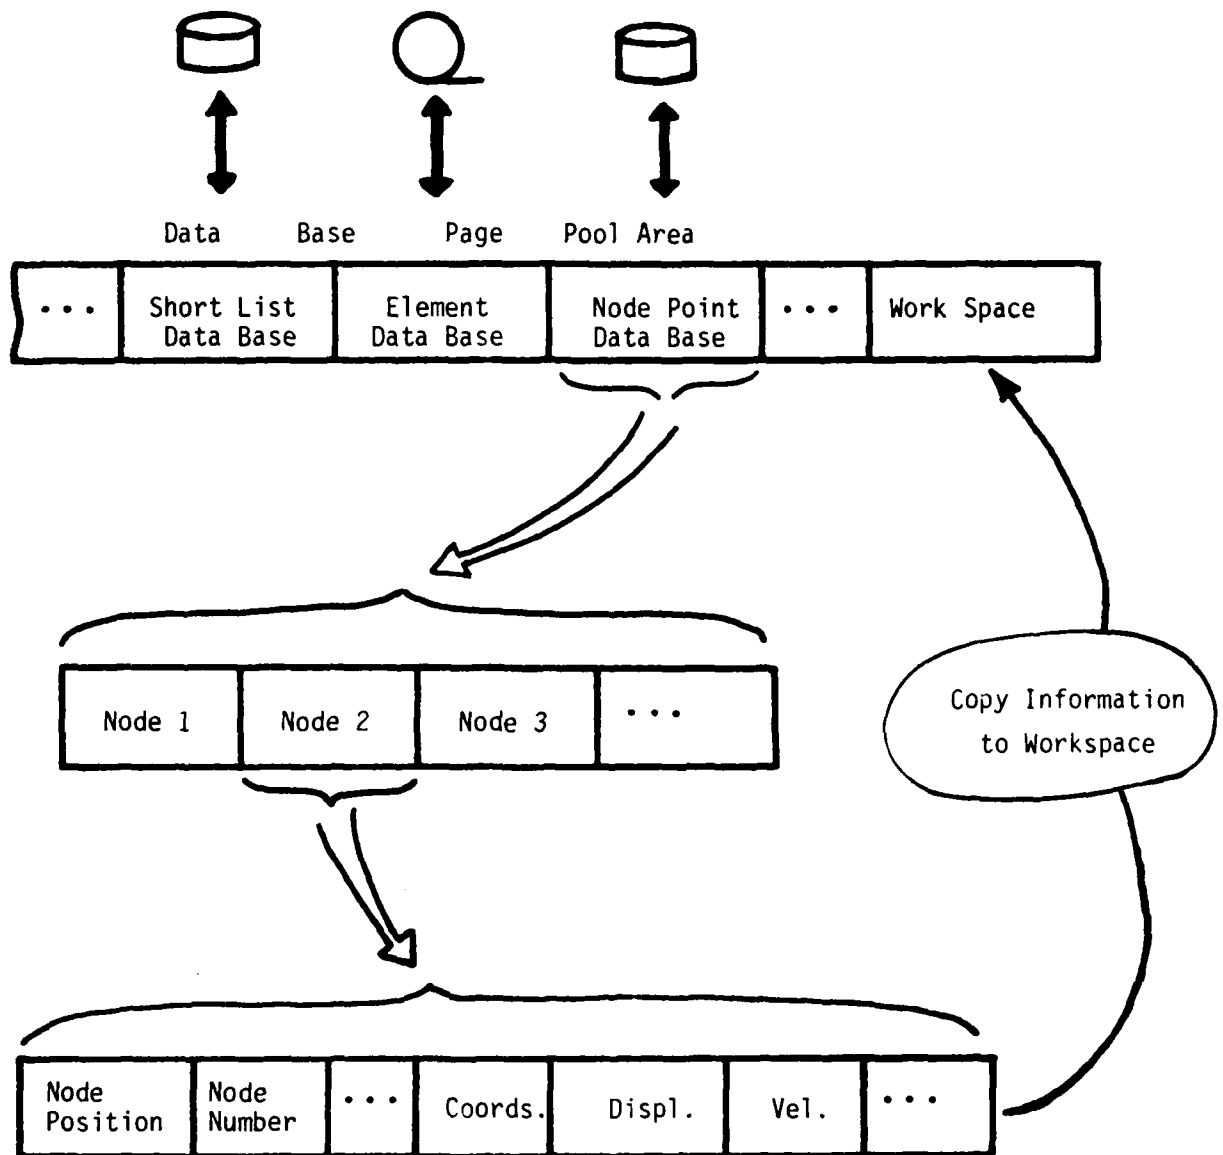 Data Base Page Pool Area
... Short List Data Base Element Data Base Node Point Data Base ... Work Space
Node 1 Node 2 Node 3 ...
Copy Information
to Workspace
Node Position Node Number ... Coords. Displ. Vel. ...